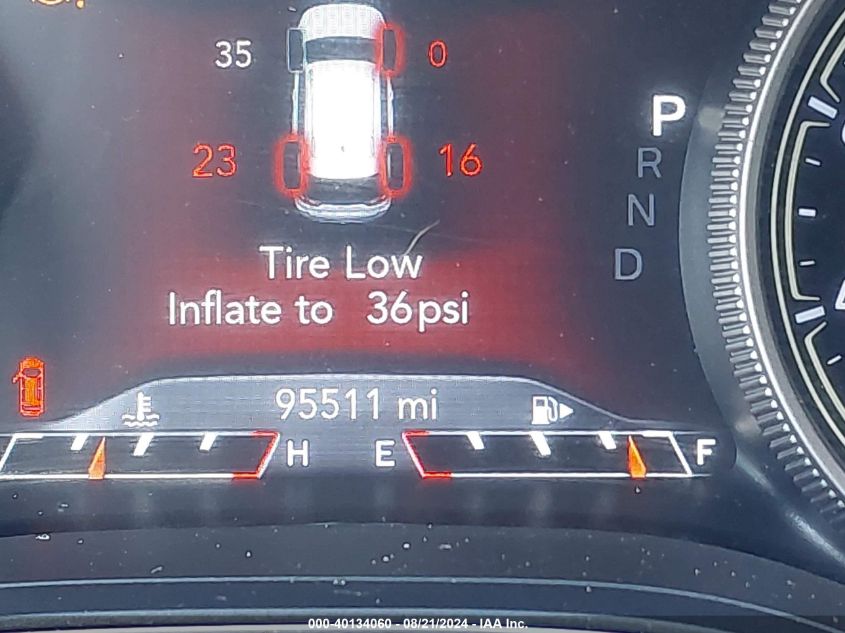 35 0
P
R
23 16
N
D
Tire Low
Inflate to 36psi
95511 mi
H E F
000-40134060 - 08/21/2024 - IAA Inc.